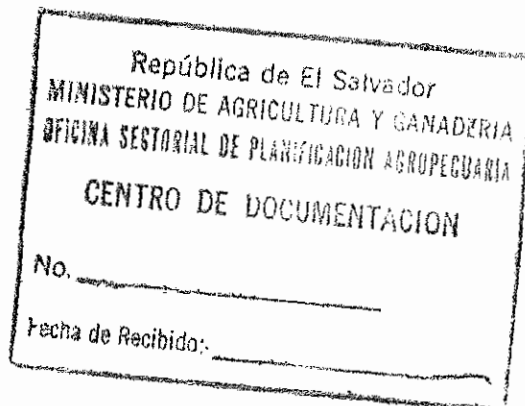 República de El Salvador
MINISTERIO DE AGRICULTURA Y GANADERIA
OFICINA SECTORIAL DE PLANIFICACION AGROPECUARIA
CENTRO DE DOCUMENTACION
No.
Fecha de Recibido: